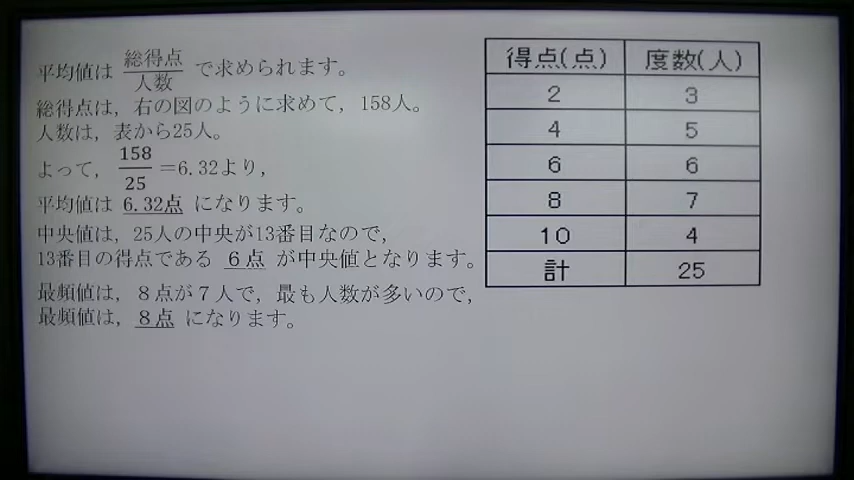 平均値は 総得点/人数 で求められます。
総得点は，右の図のように求めて，158人。
人数は，表から25人。
よって，158/25＝6.32より，
平均値は 6.32点 になります。
中央値は，25人の中央が13番目なので，
13番目の得点である ６点 が中央値となります。
最頻値は，８点が７人で，最も人数が多いので，
最頻値は，８点 になります。
得点(点) 度数(人)
2 3
4 5
6 6
8 7
10 4
計 25